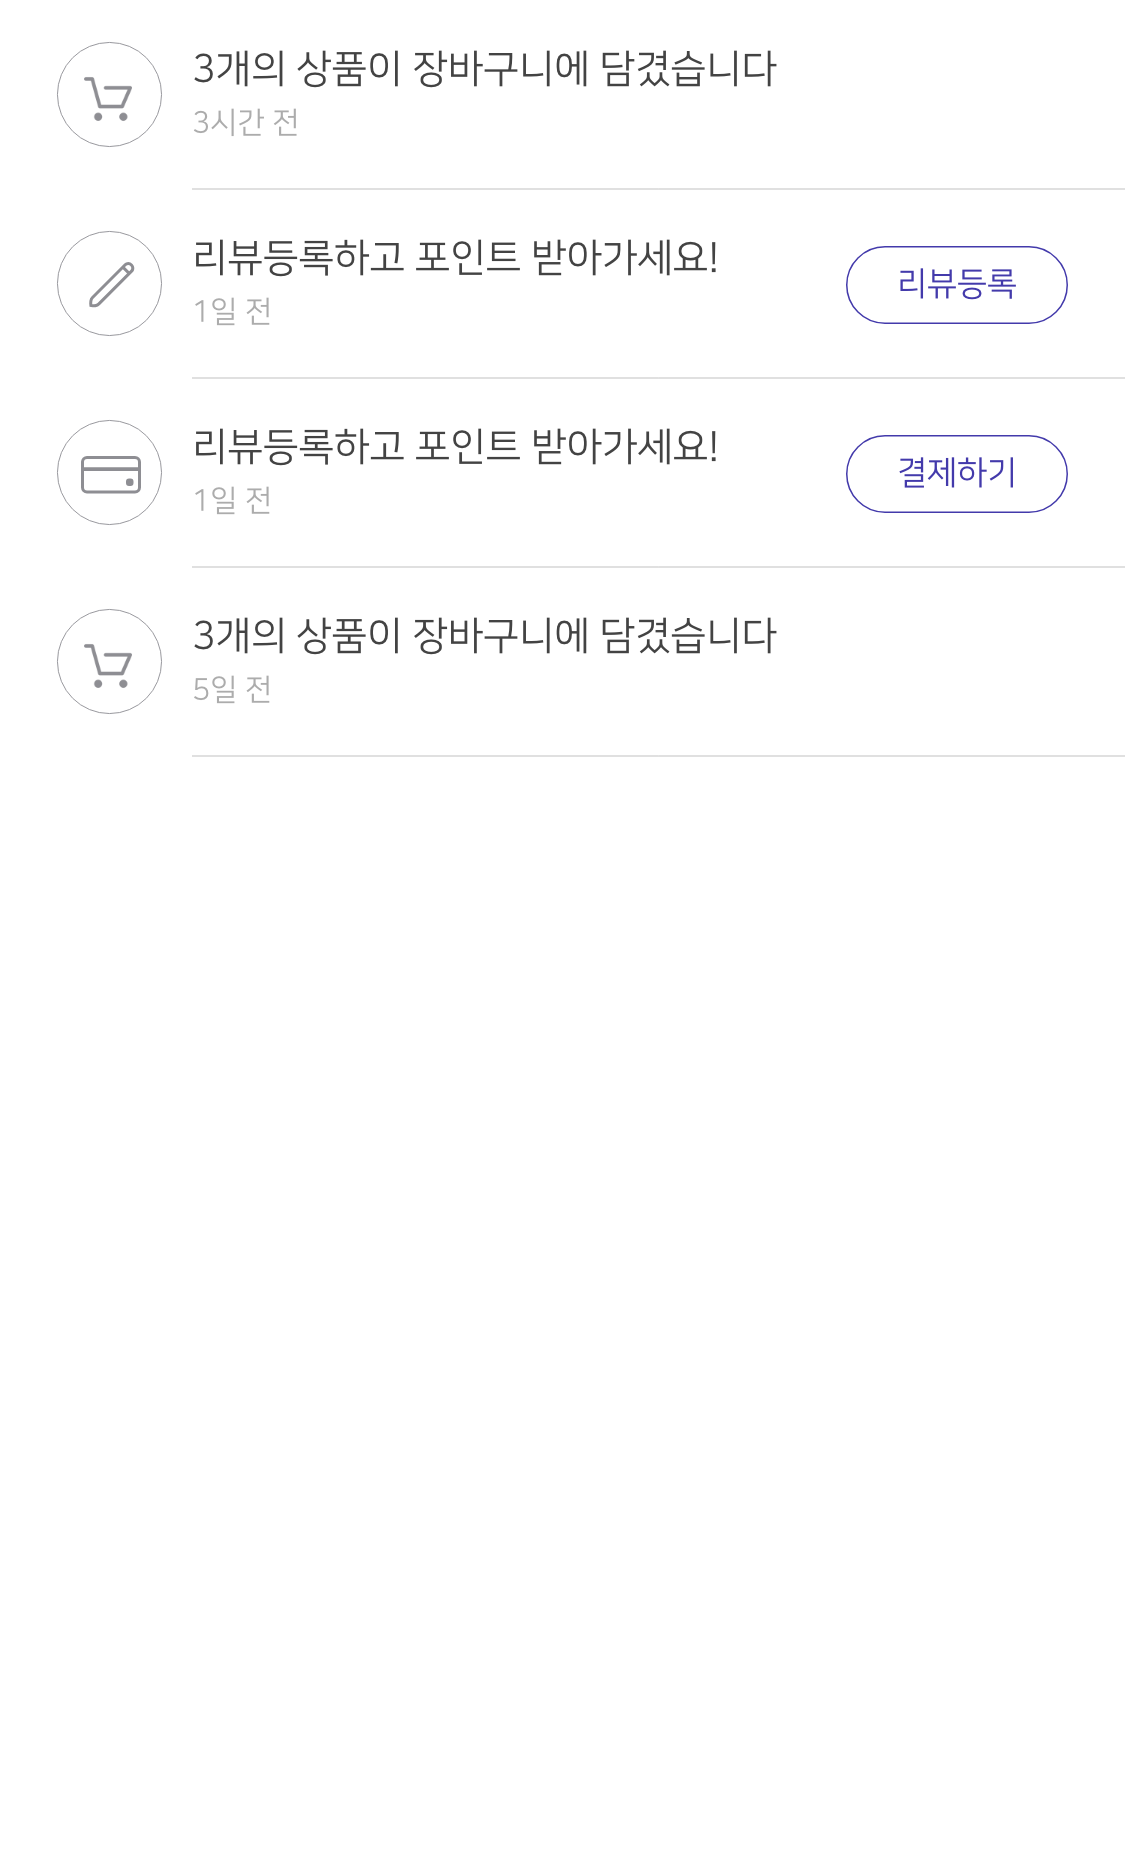 3개의 상품이 장바구니에 담겼습니다
3시간 전
리뷰등록하고 포인트 받아가세요!
1일 전
리뷰등록
리뷰등록하고 포인트 받아가세요!
1일 전
결제하기
3개의 상품이 장바구니에 담겼습니다
5일 전